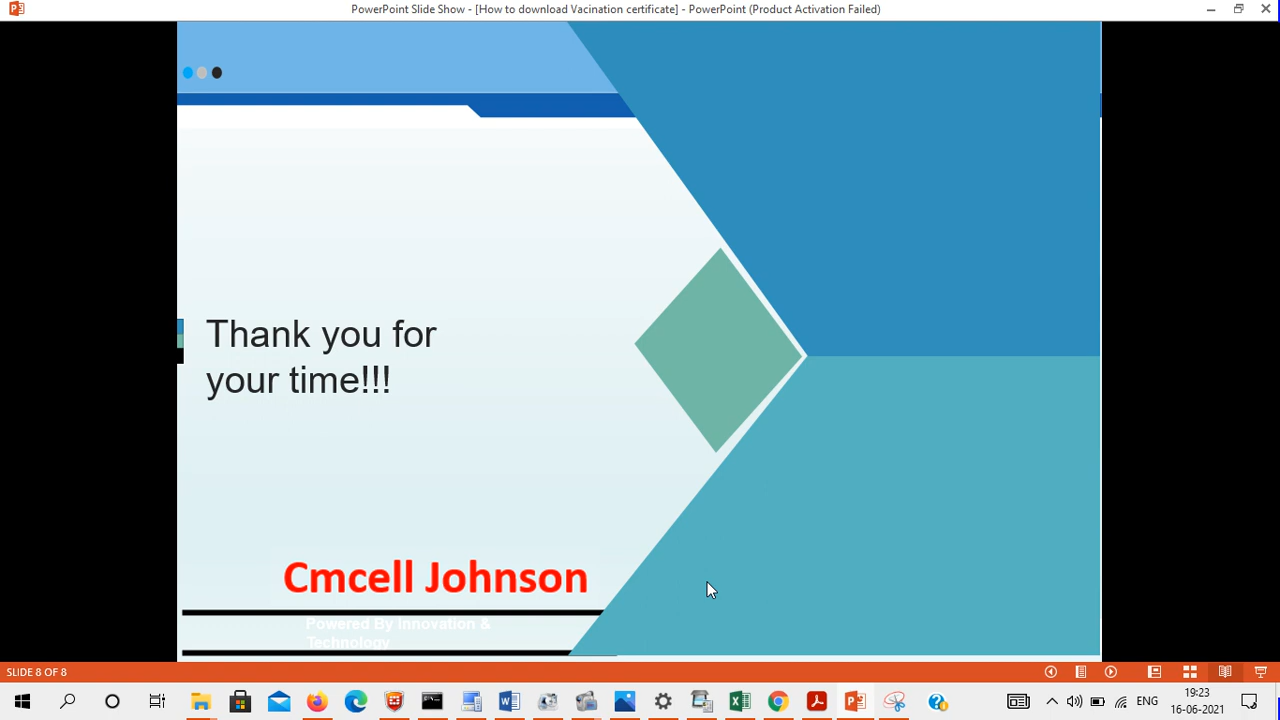 PowerPoint Slide Show - [How to download Vacination certificate] - PowerPoint (Product Activation Failed)
Thank you for
your time!!!
Cmcell Johnson
Powered By Innovation &
Technology
SLIDE 8 OF 8
ENG
19:23
16-06-2021